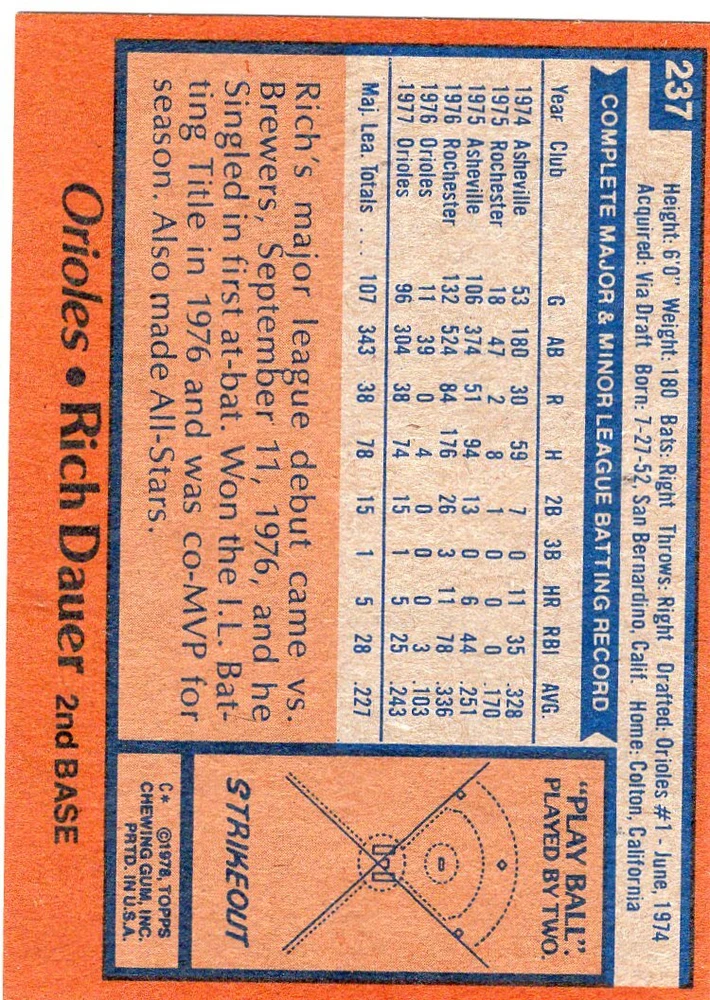 237
Height: 6'0" Weight: 180 Bats: Right Throws: Right Drafted: Orioles #1 - June, 1974
Acquired: Via Draft Born: 7-27-52, San Bernardino, Calif. Home: Colton, California
COMPLETE MAJOR & MINOR LEAGUE BATTING RECORD
Year Club G AB R H 2B 3B HR RBI AVG.
1974 Asheville 53 180 30 59 7 0 11 35 .328
1975 Rochester 18 47 2 8 1 0 0 0 .170
1975 Asheville 106 374 51 94 13 0 6 44 .251
1976 Rochester 132 524 84 176 26 3 11 78 .336
1976 Orioles 11 39 0 4 0 0 0 3 .103
1977 Orioles 96 304 38 74 15 1 5 25 .243
Maj. Lea. Totals . . . . 107 343 38 78 15 1 5 28 .227
Rich's major league debut came vs.
Brewers, September 11, 1976, and he
Singled in first at-bat. Won the I.L. Bat-
ting Title in 1976 and was co-MVP for
season. Also made All-Stars.
"PLAY BALL".
PLAYED BY TWO.
STRIKEOUT
C* ©1978, TOPPS
CHEWING GUM, INC.
PRTD. IN U.S.A.
Orioles • Rich Dauer 2nd BASE